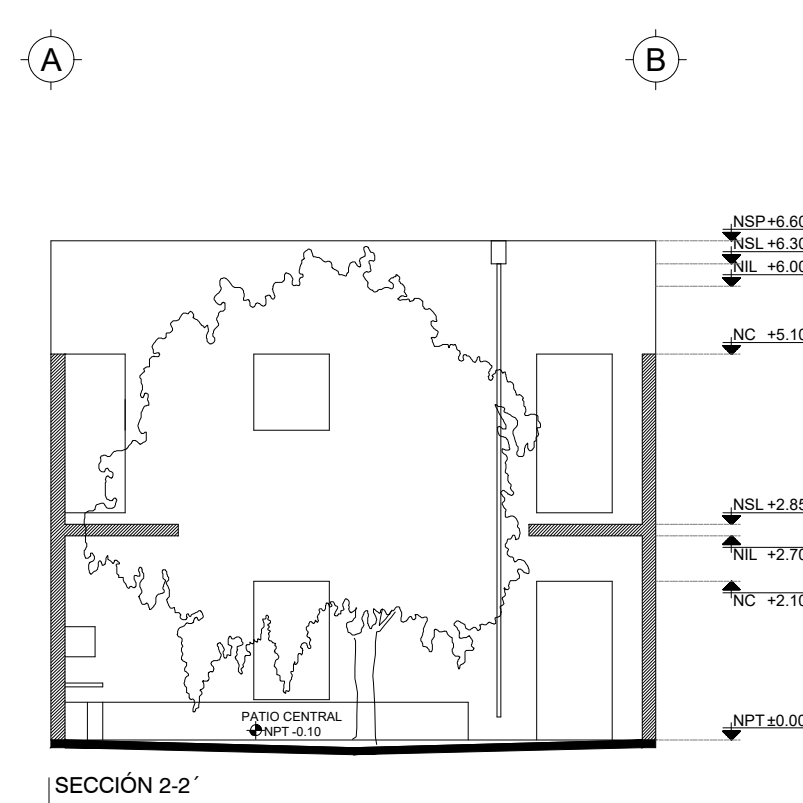 A
B
NSP+6.60
NSL +6.30
NIL +6.00
NC +5.10
NSL +2.85
NIL +2.70
NC +2.10
PATIO CENTRAL
NPT -0.10
NPT ±0.00
SECCIÓN 2-2´